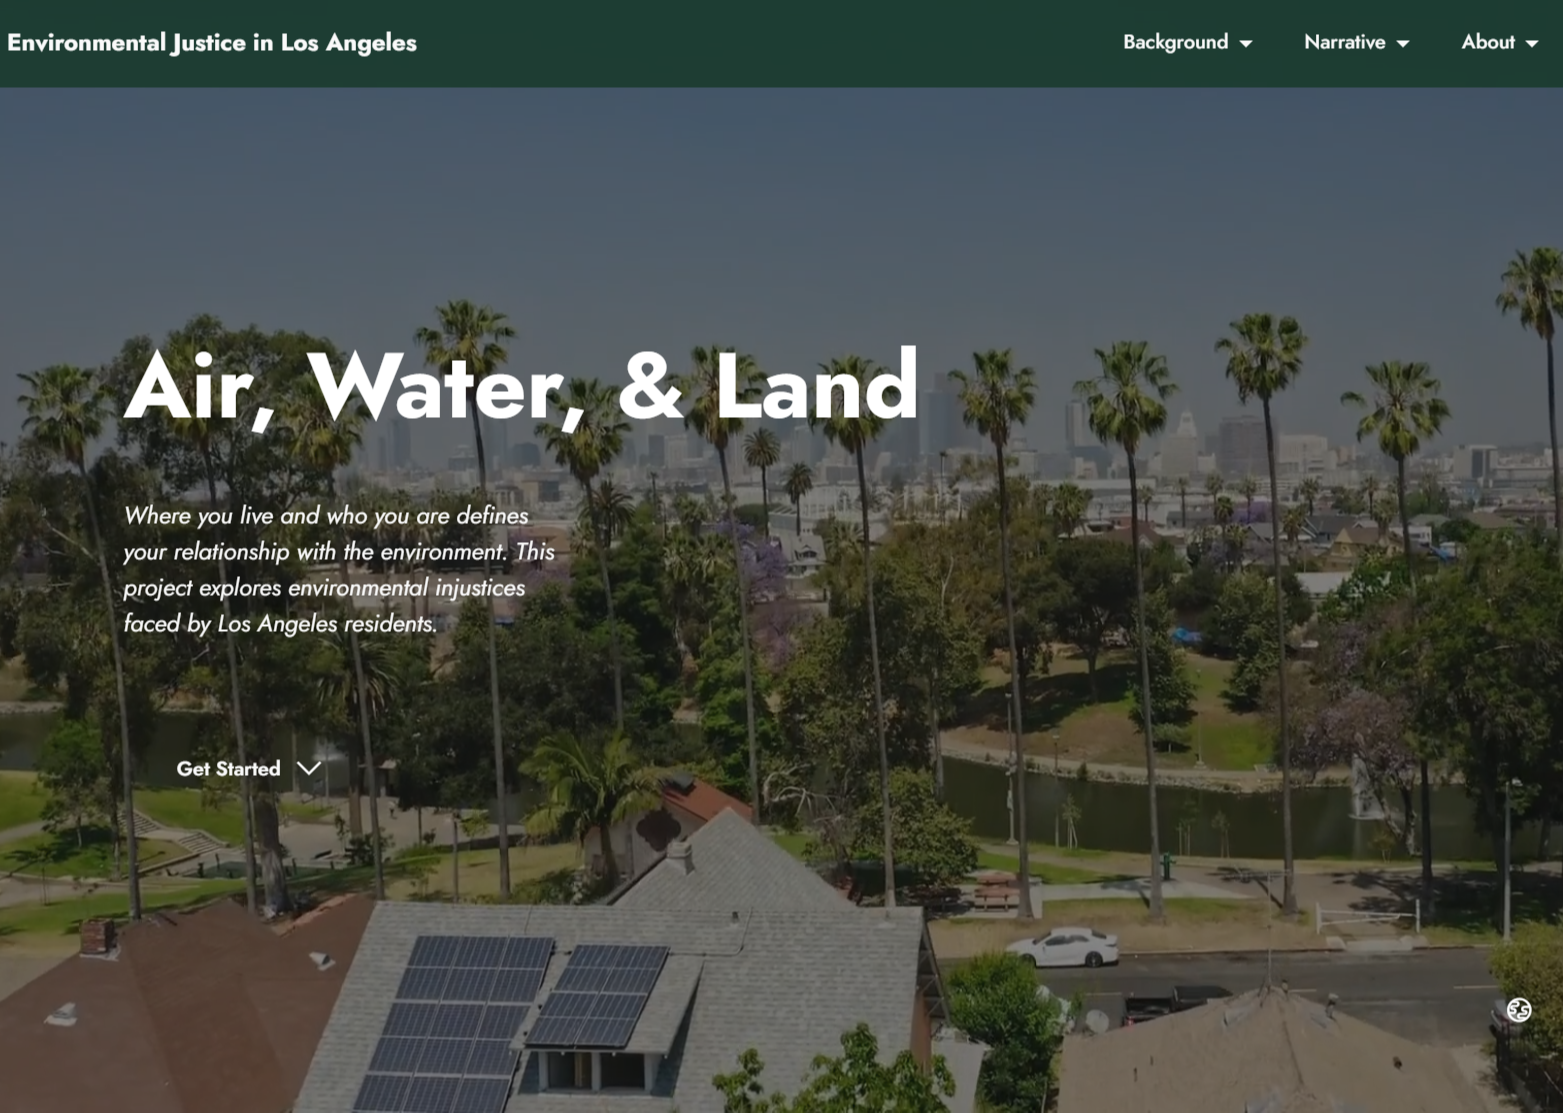 Environmental Justice in Los Angeles
Background
Narrative
About
Air, Water, & Land
Where you live and who you are defines
your relationship with the environment. This
project explores environmental injustices
faced by Los Angeles residents.
Get Started